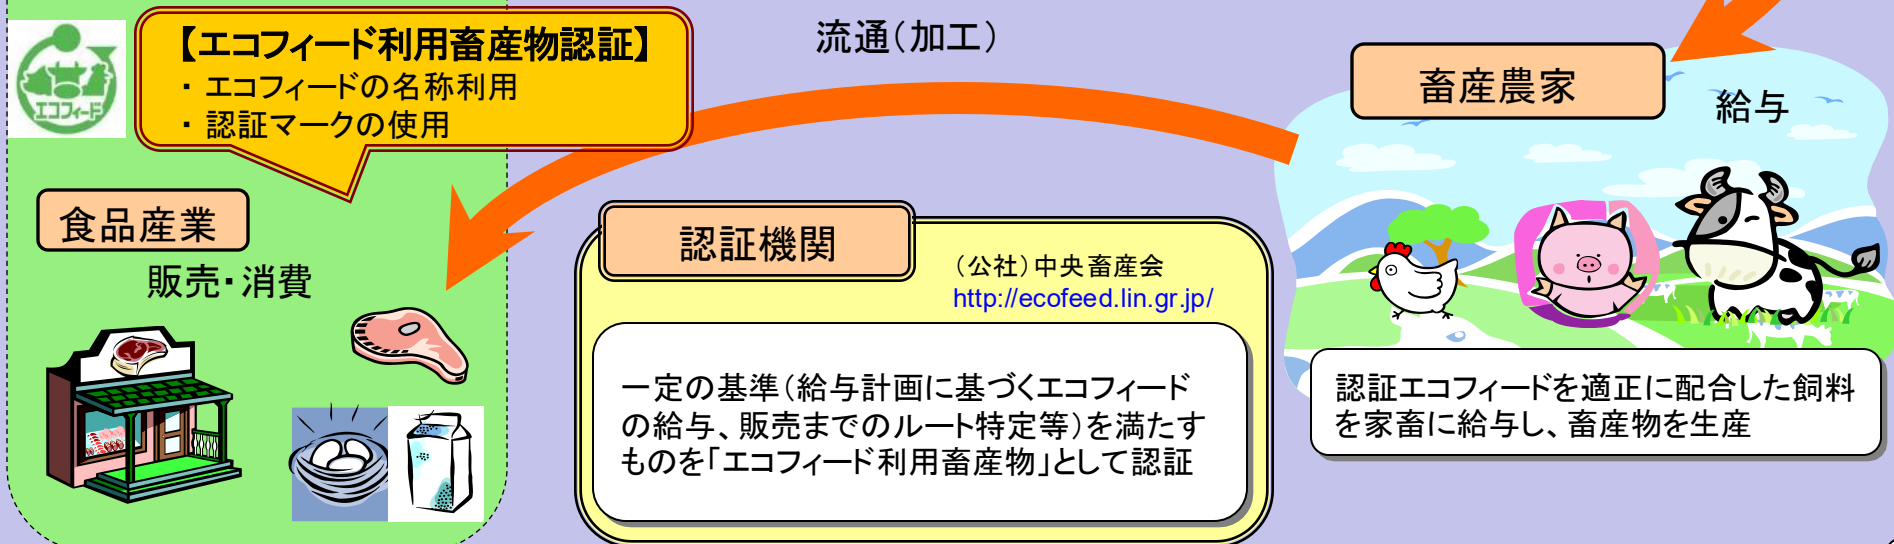 エコフィード
【エコフィード利用畜産物認証】
・ エコフィードの名称利用
・ 認証マークの使用
流通（加工）
畜産農家
給与
食品産業
販売・消費
認証機関
（公社）中央畜産会
http://ecofeed.lin.gr.jp/
一定の基準（給与計画に基づくエコフィード
の給与、販売までのルート特定等）を満たす
ものを「エコフィード利用畜産物」として認証
認証エコフィードを適正に配合した飼料
を家畜に給与し、畜産物を生産